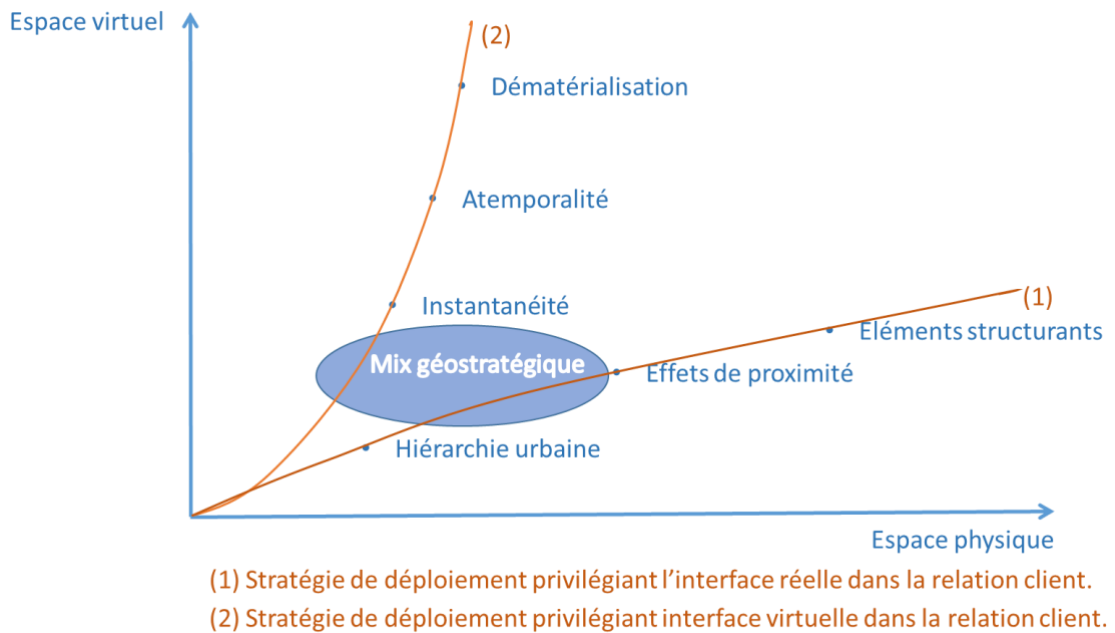 Espace virtuel
(2)
Dématérialisation
Atemporalité
Instantanéité
(1)
Eléments structurants
Mix géostratégique
Effets de proximité
Hiérarchie urbaine
Espace physique
(1) Stratégie de déploiement privilégiant l’interface réelle dans la relation client.
(2) Stratégie de déploiement privilégiant interface virtuelle dans la relation client.